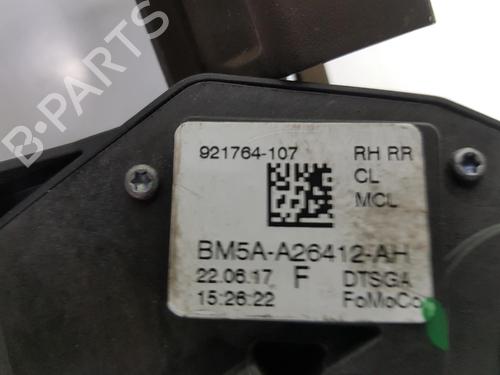 B-PARTS
921764-107 RH RR
CL
MCL
BM5A-A26412-AH
22.06.17 F DTSGA
15:26:22 FoMoCo